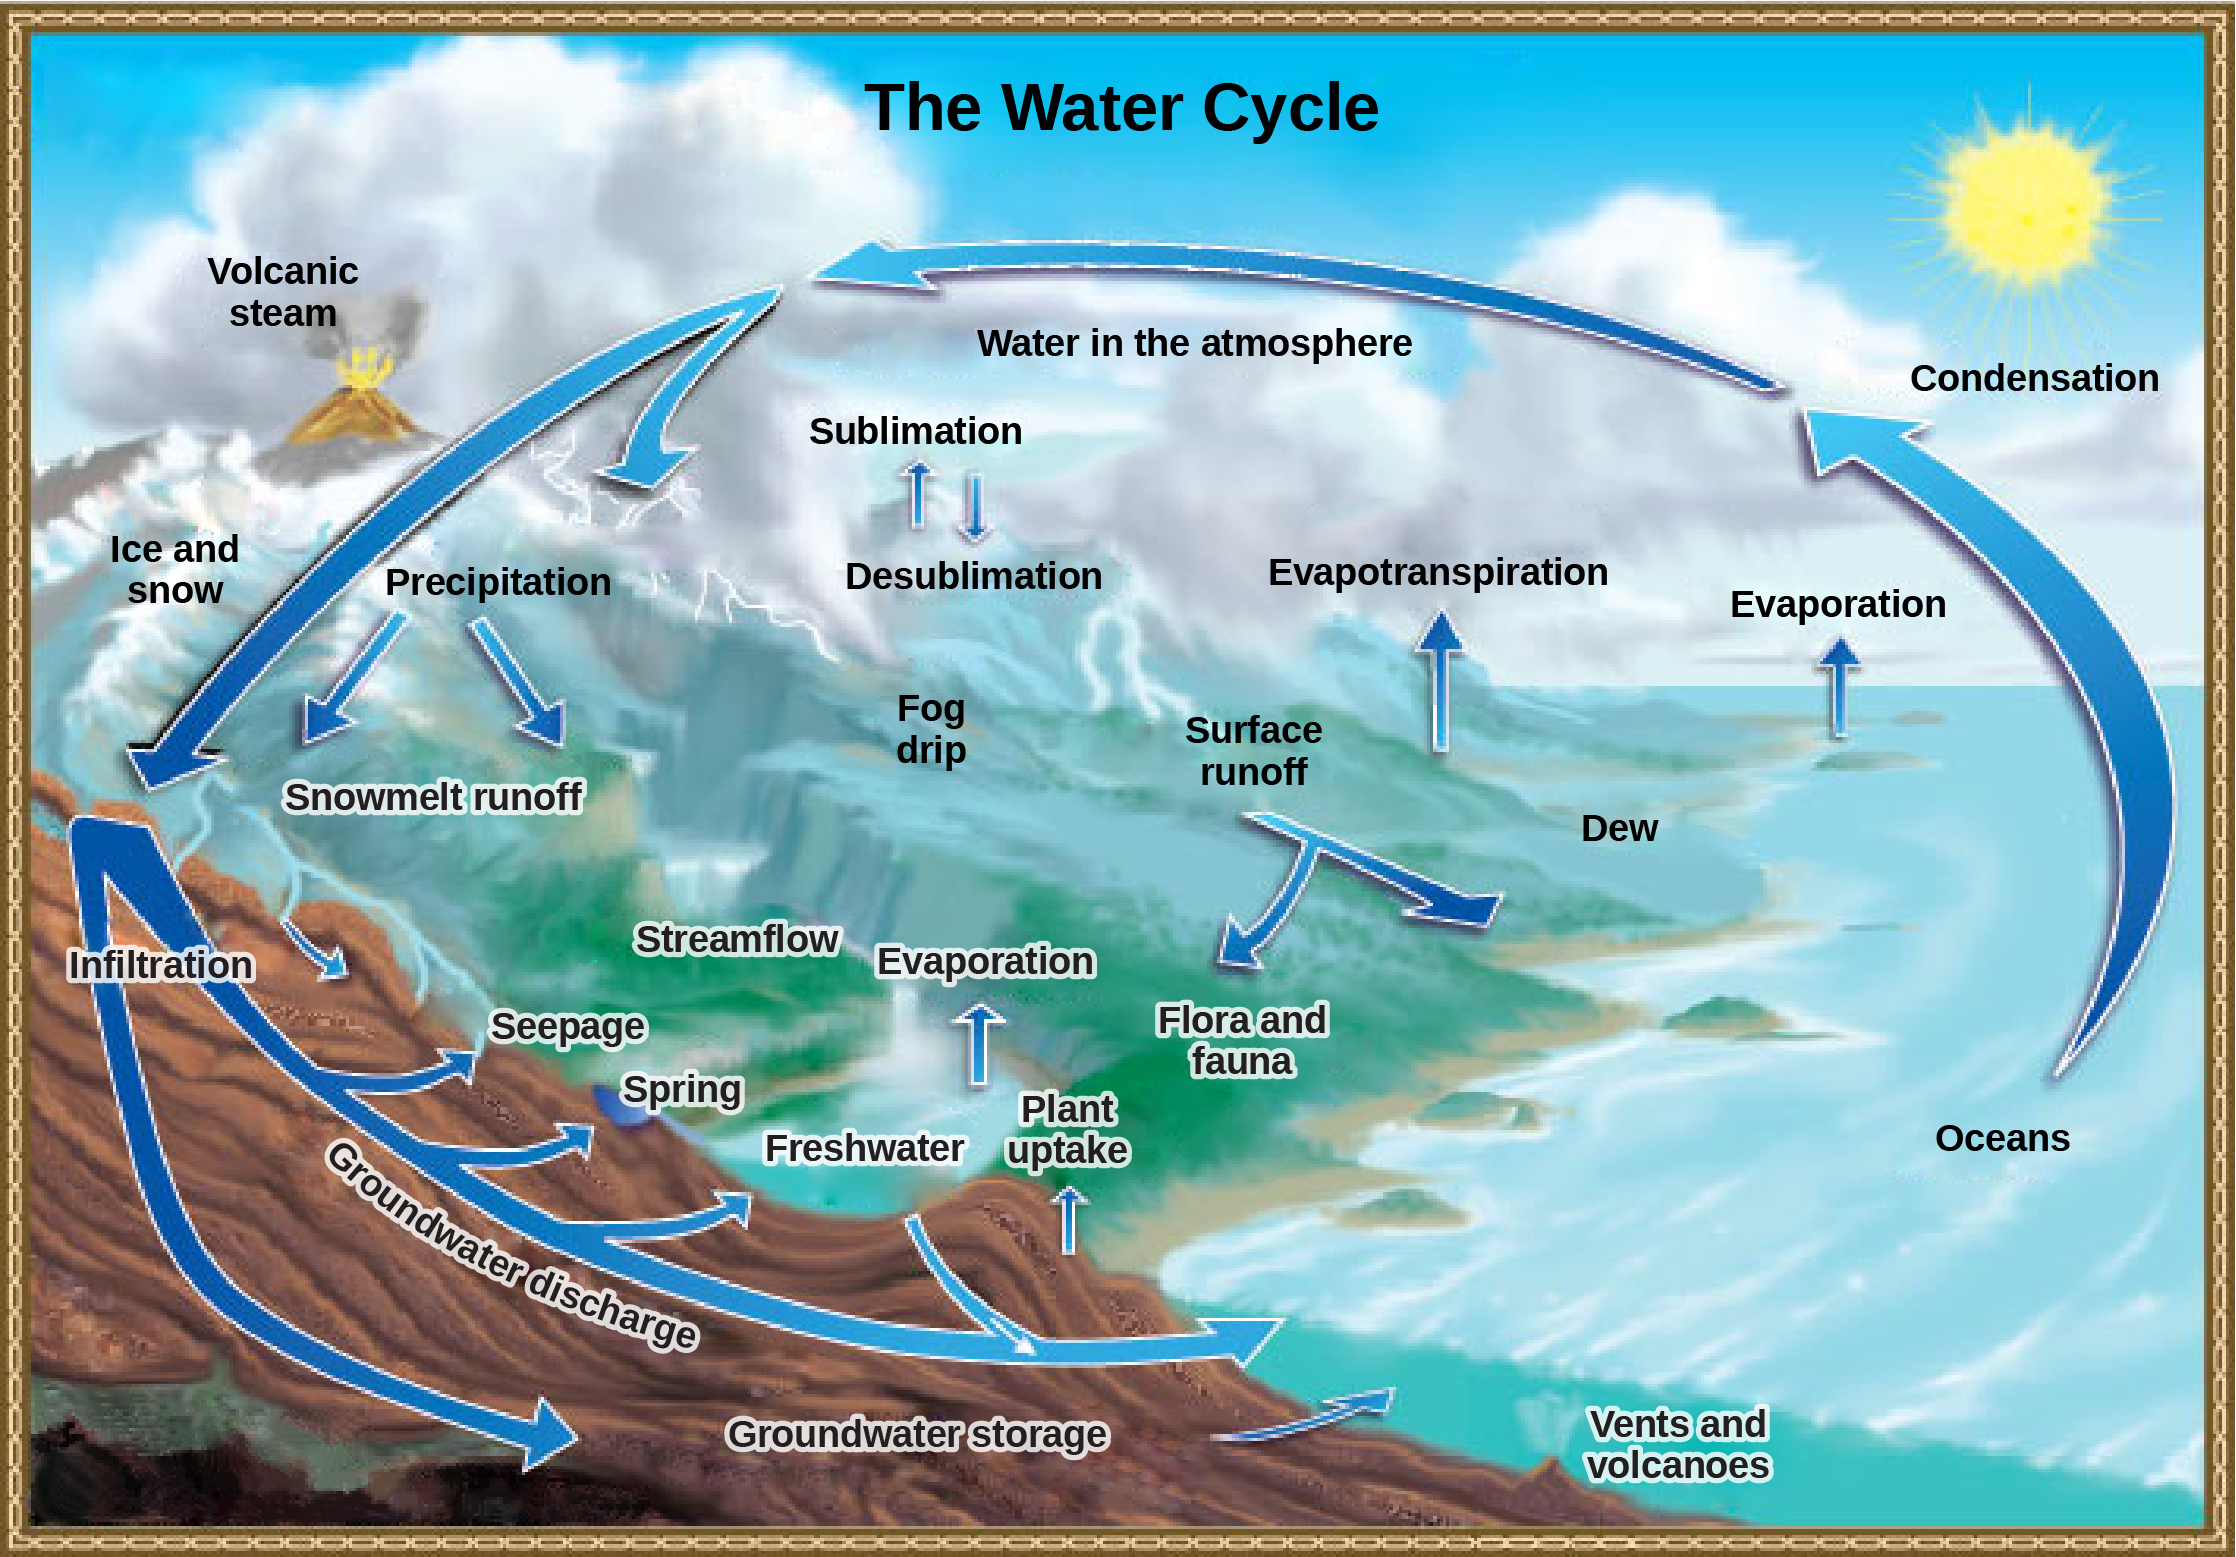 The Water Cycle
Volcanic
steam
Water in the atmosphere
Condensation
Sublimation
Ice and
snow
Precipitation
Desublimation
Evapotranspiration
Evaporation
Fog
drip
Surface
runoff
Snowmelt runoff
Dew
Infiltration
Streamflow
Evaporation
Seepage
Flora and
fauna
Spring
Plant
uptake
Freshwater
Oceans
Groundwater discharge
Groundwater storage
Vents and
volcanoes